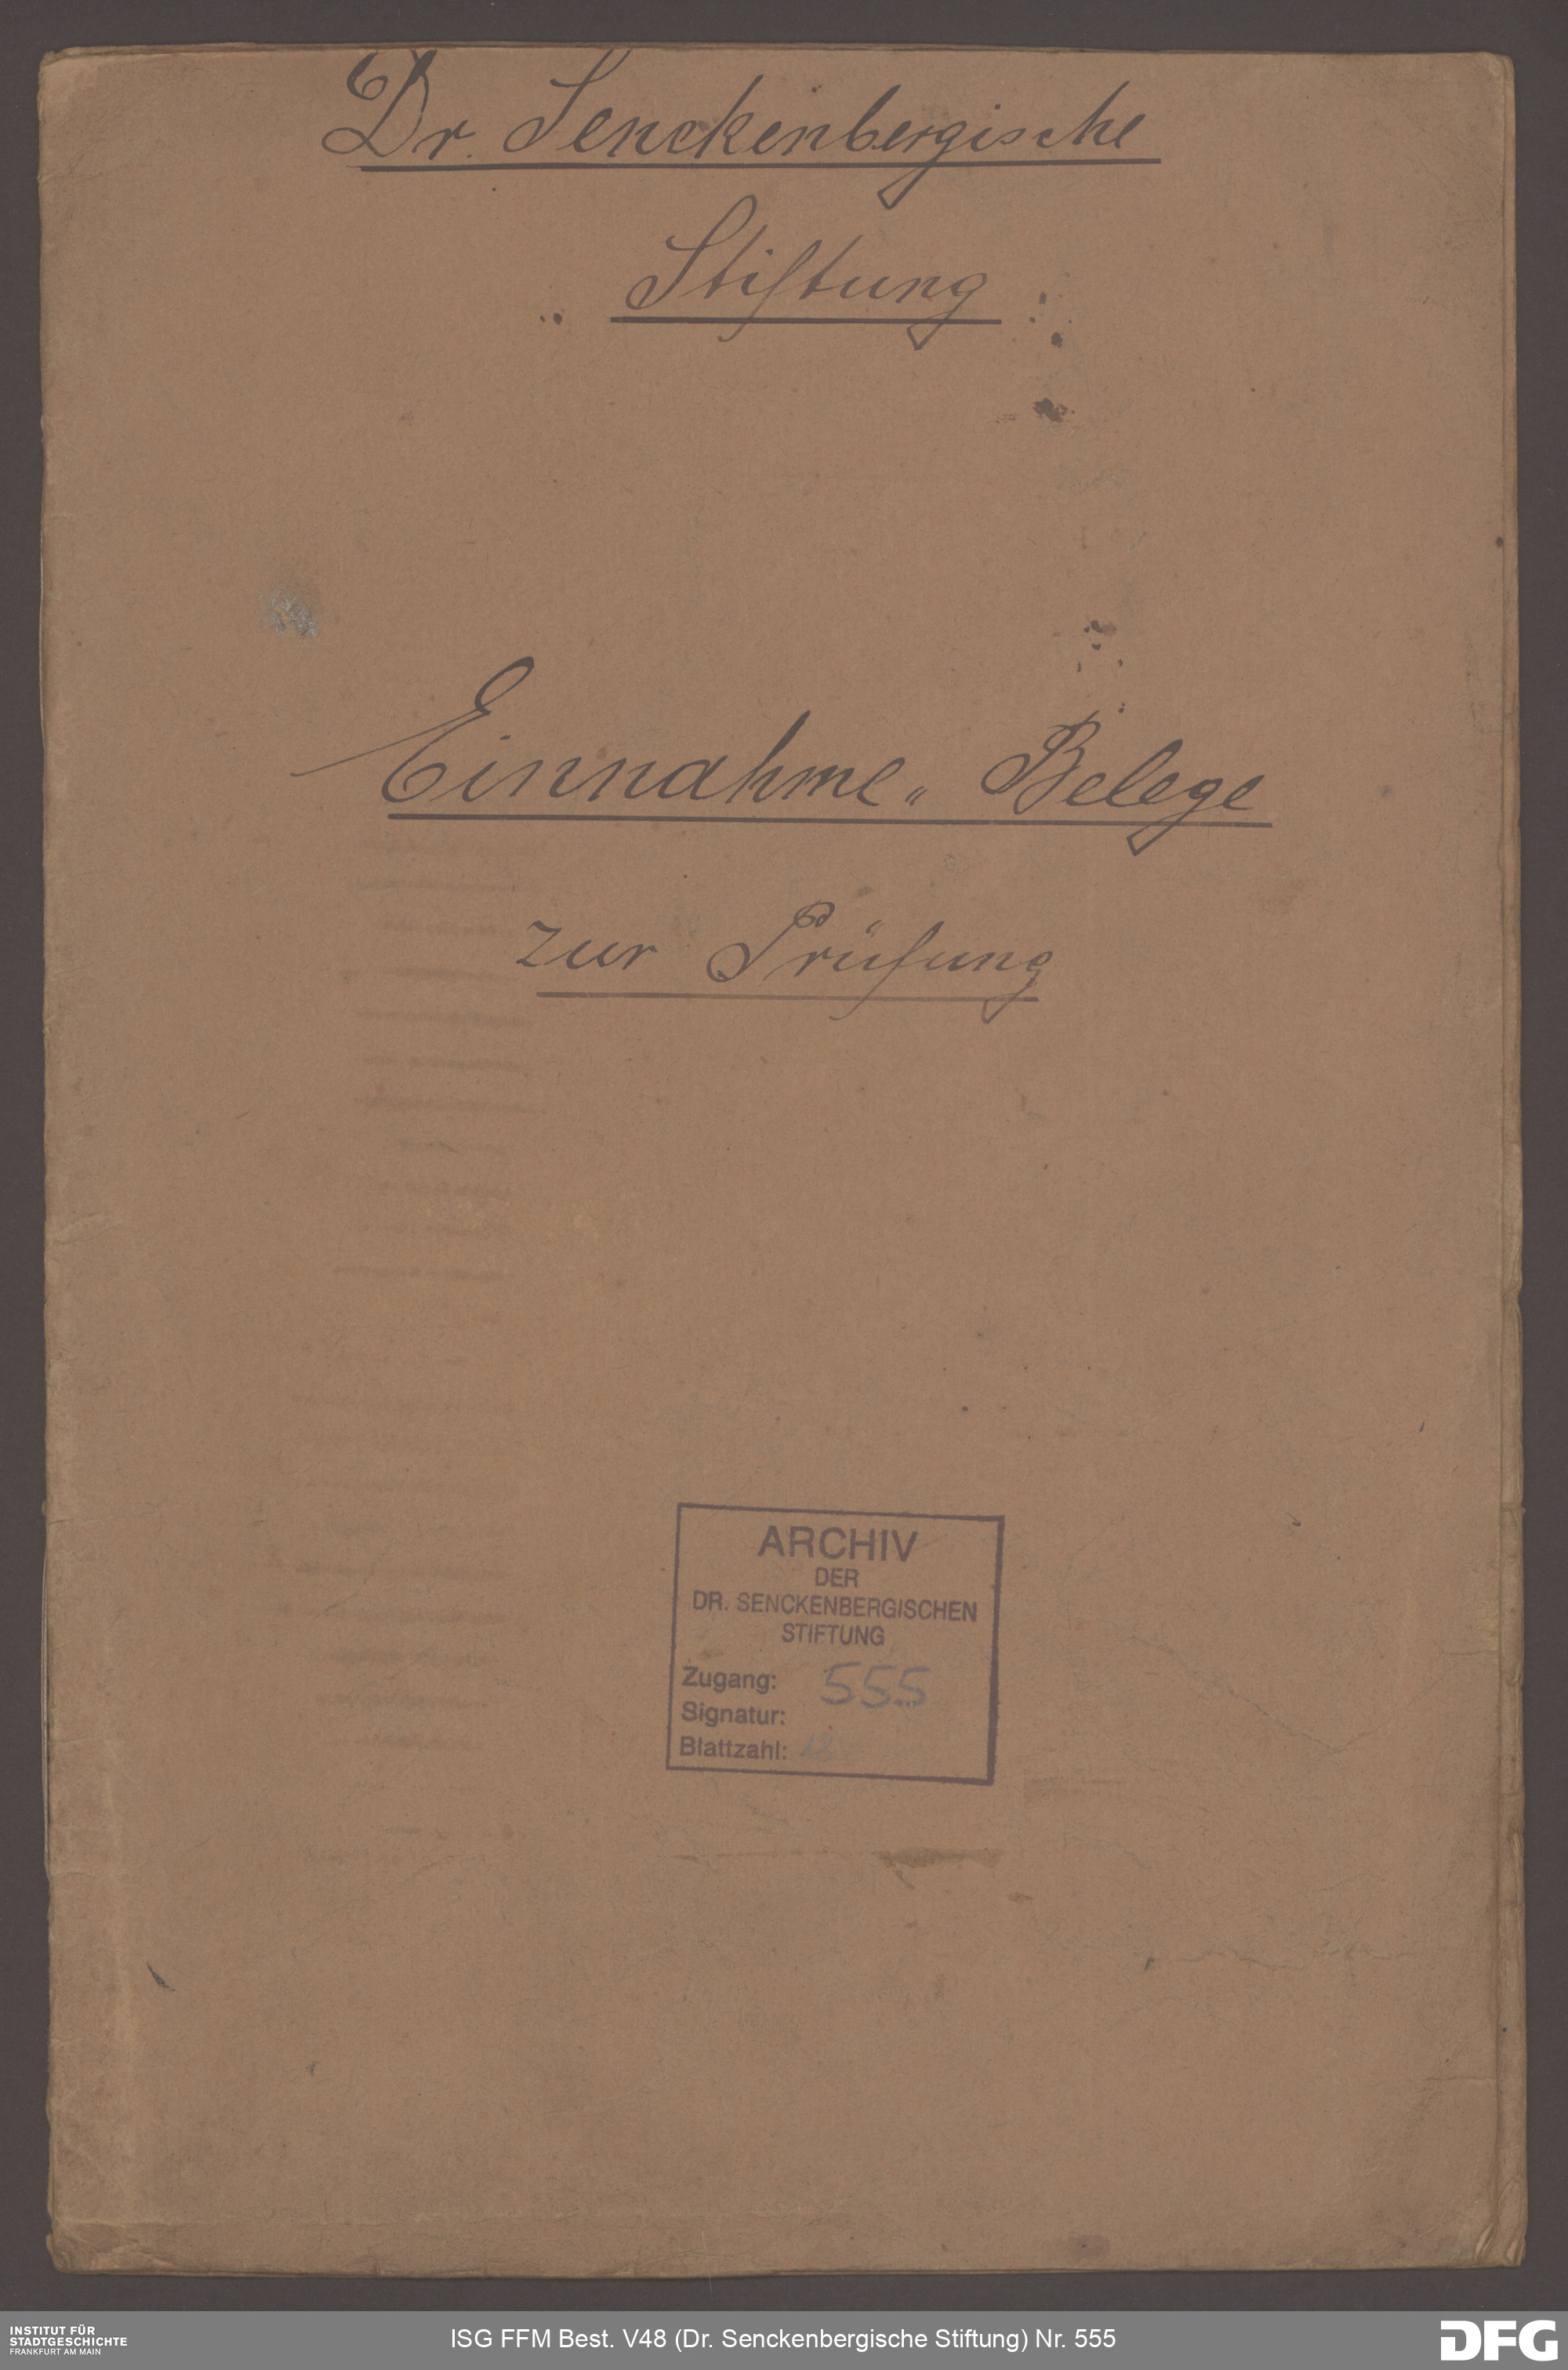 Dr. Senckenbergische
Stiftung
Einnahme„ Belege
zur Prüfung
ARCHIV
DER
DR. SENCKENBERGISCHEN
STIFTUNG
Zugang: 555
Signatur:
Blattzahl: 18
INSTITUT FÜR
STADTGESCHICHTE
FRANKFURT AM MAIN
ISG FFM Best. V48 (Dr. Senckenbergische Stiftung) Nr. 555
DFG